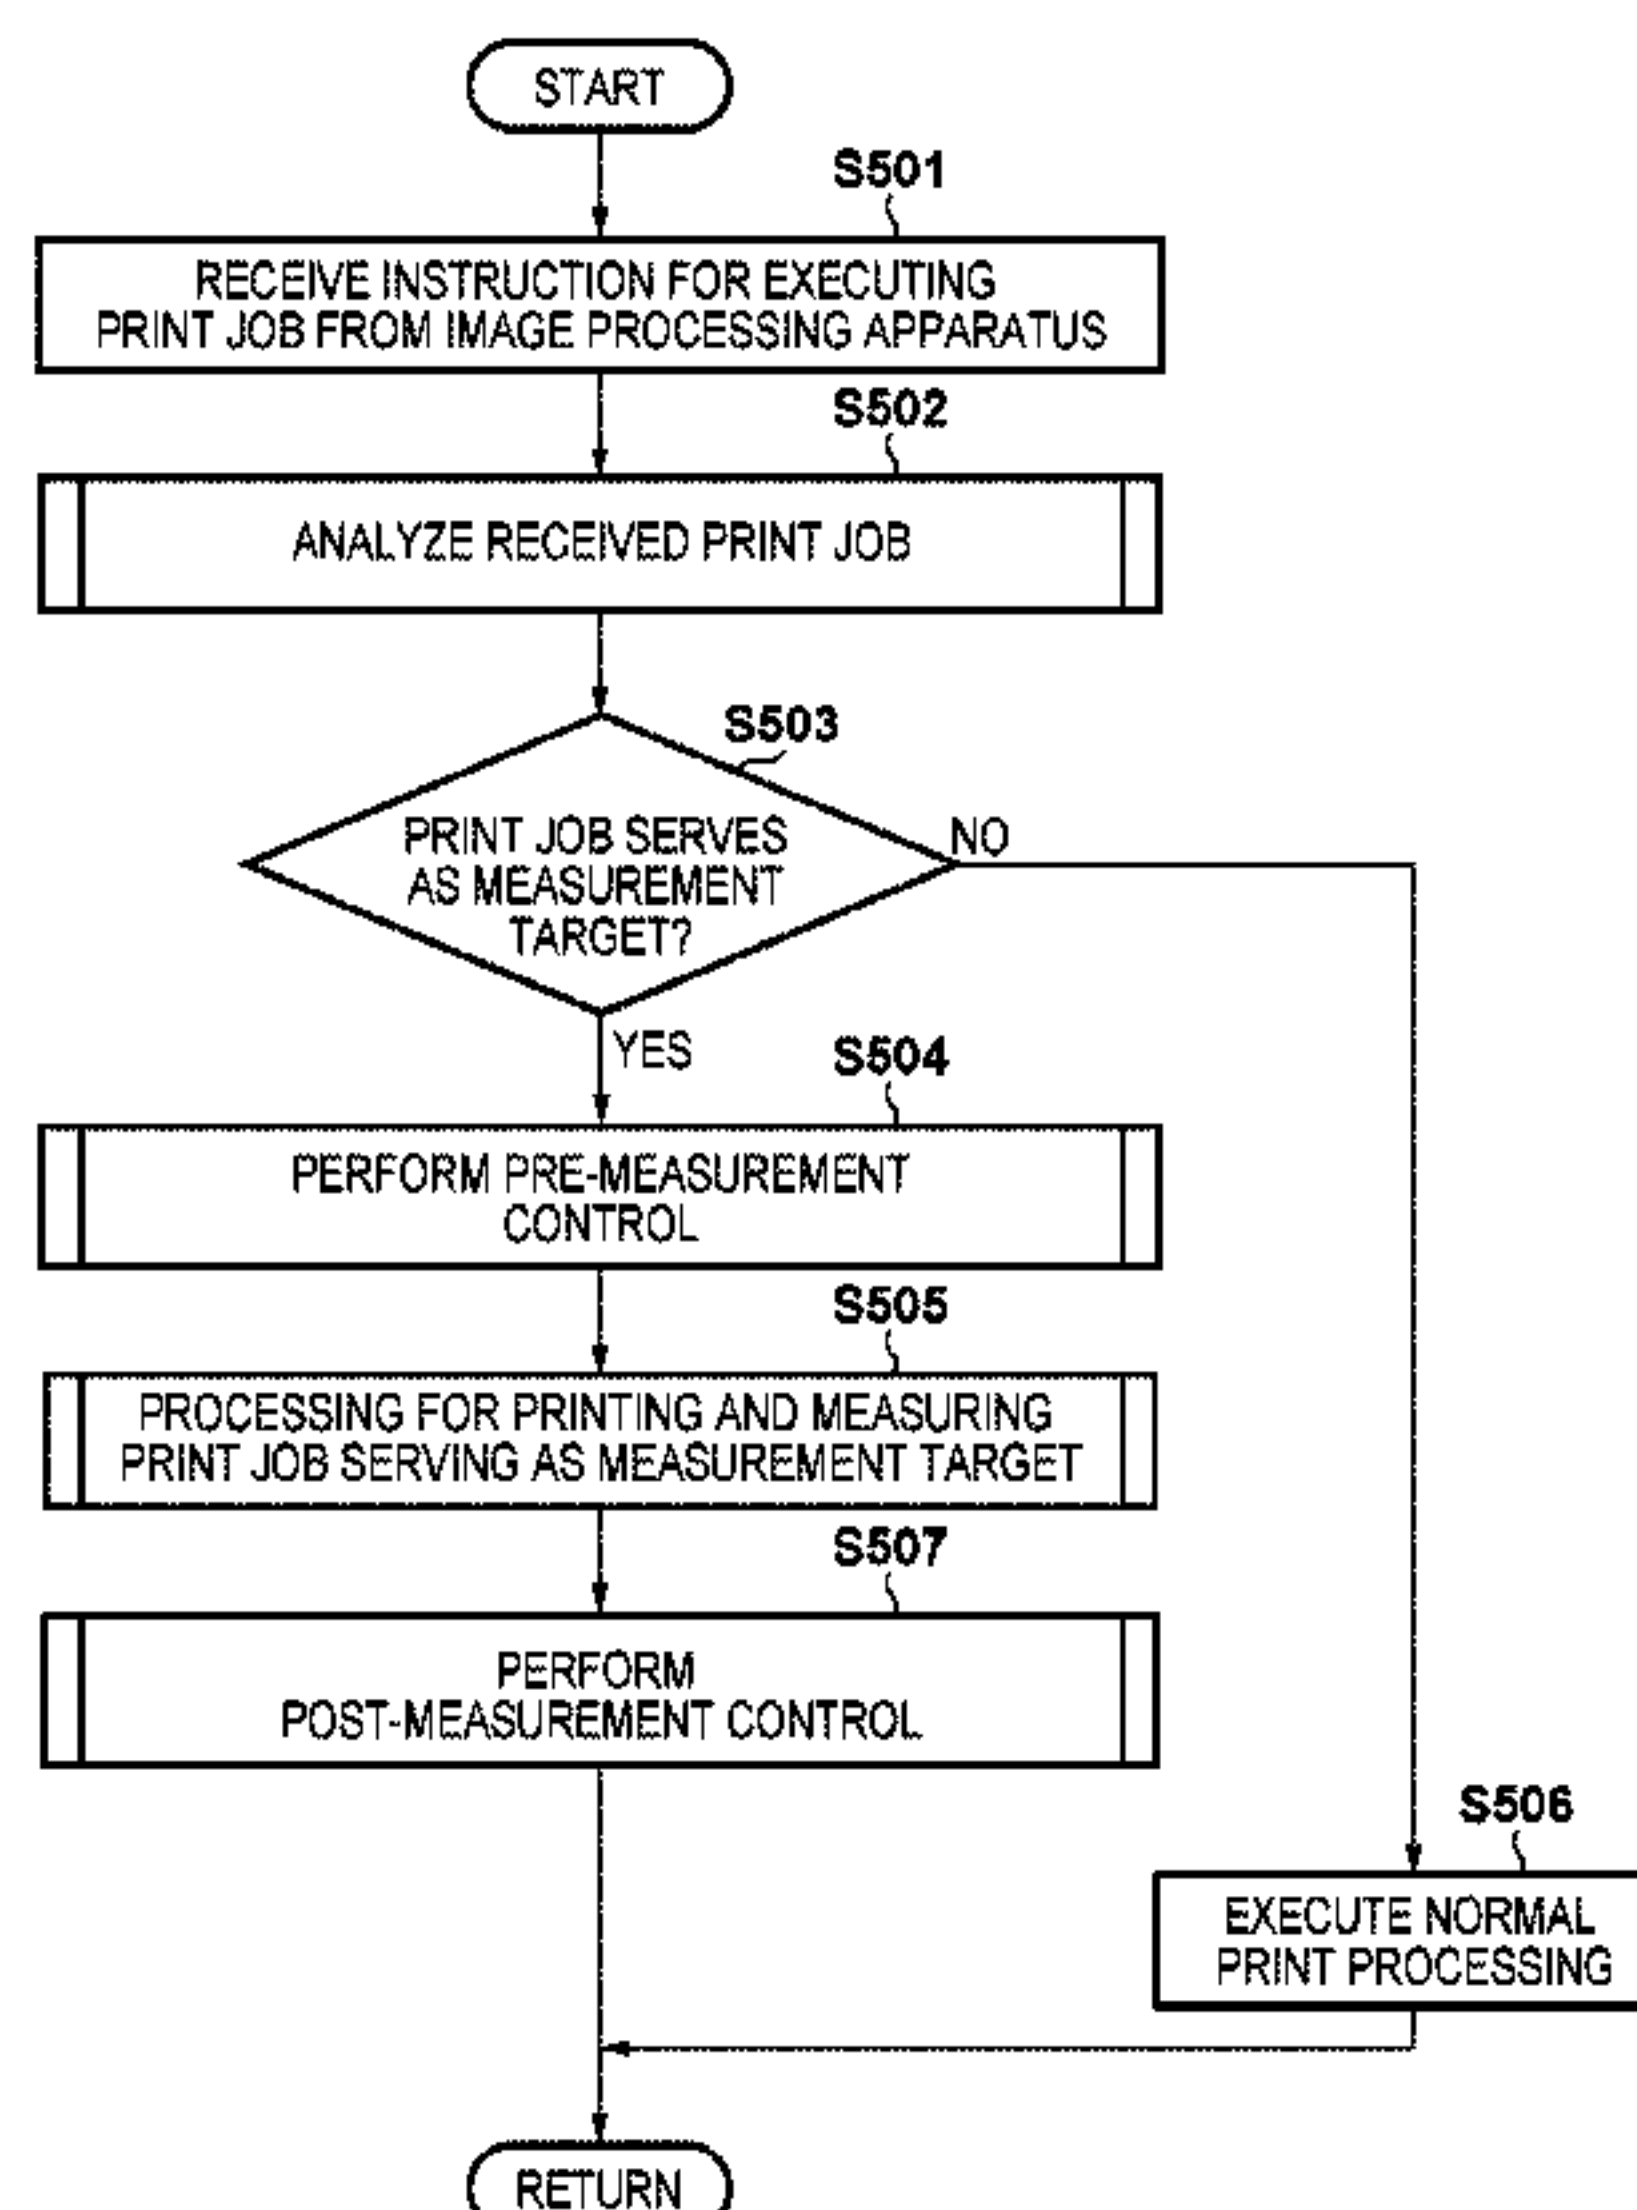 START
S501
RECEIVE INSTRUCTION FOR EXECUTING
PRINT JOB FROM IMAGE PROCESSING APPARATUS
S502
ANALYZE RECEIVED PRINT JOB
S503
PRINT JOB SERVES
AS MEASUREMENT
TARGET?
NO
YES
S504
PERFORM PRE-MEASUREMENT
CONTROL
S505
PROCESSING FOR PRINTING AND MEASURING
PRINT JOB SERVING AS MEASUREMENT TARGET
S507
PERFORM
POST-MEASUREMENT CONTROL
S506
EXECUTE NORMAL
PRINT PROCESSING
RETURN